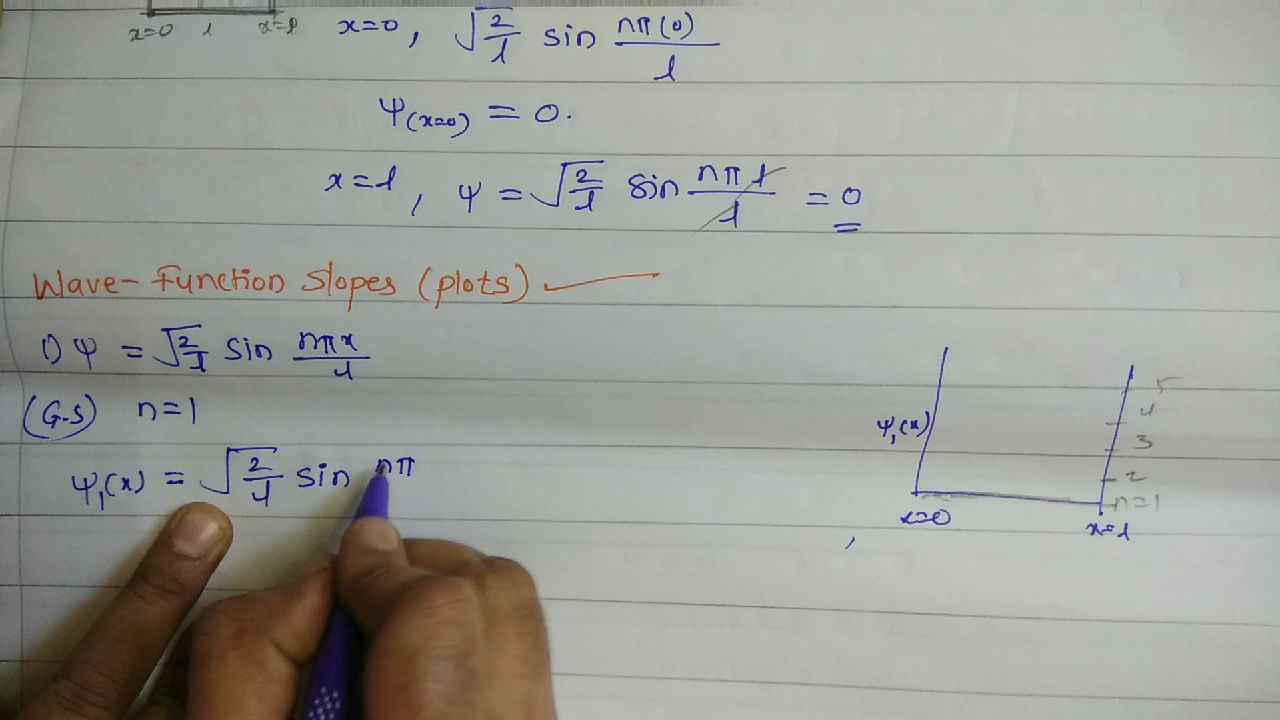 x=0 l x=l x=0, √2/l sin nπ(0)/l
Ψ(x=0) = 0.
x=l, Ψ = √2/l sin nπl/l = 0
Wave-Function Slopes (plots)
1) Ψ = √2/l sin nπx/l
(G.S) n=1
Ψ₁(x) = √2/l sin nπ
Ψ₁(x)
5
4
3
2
n=1
x=0 x=l